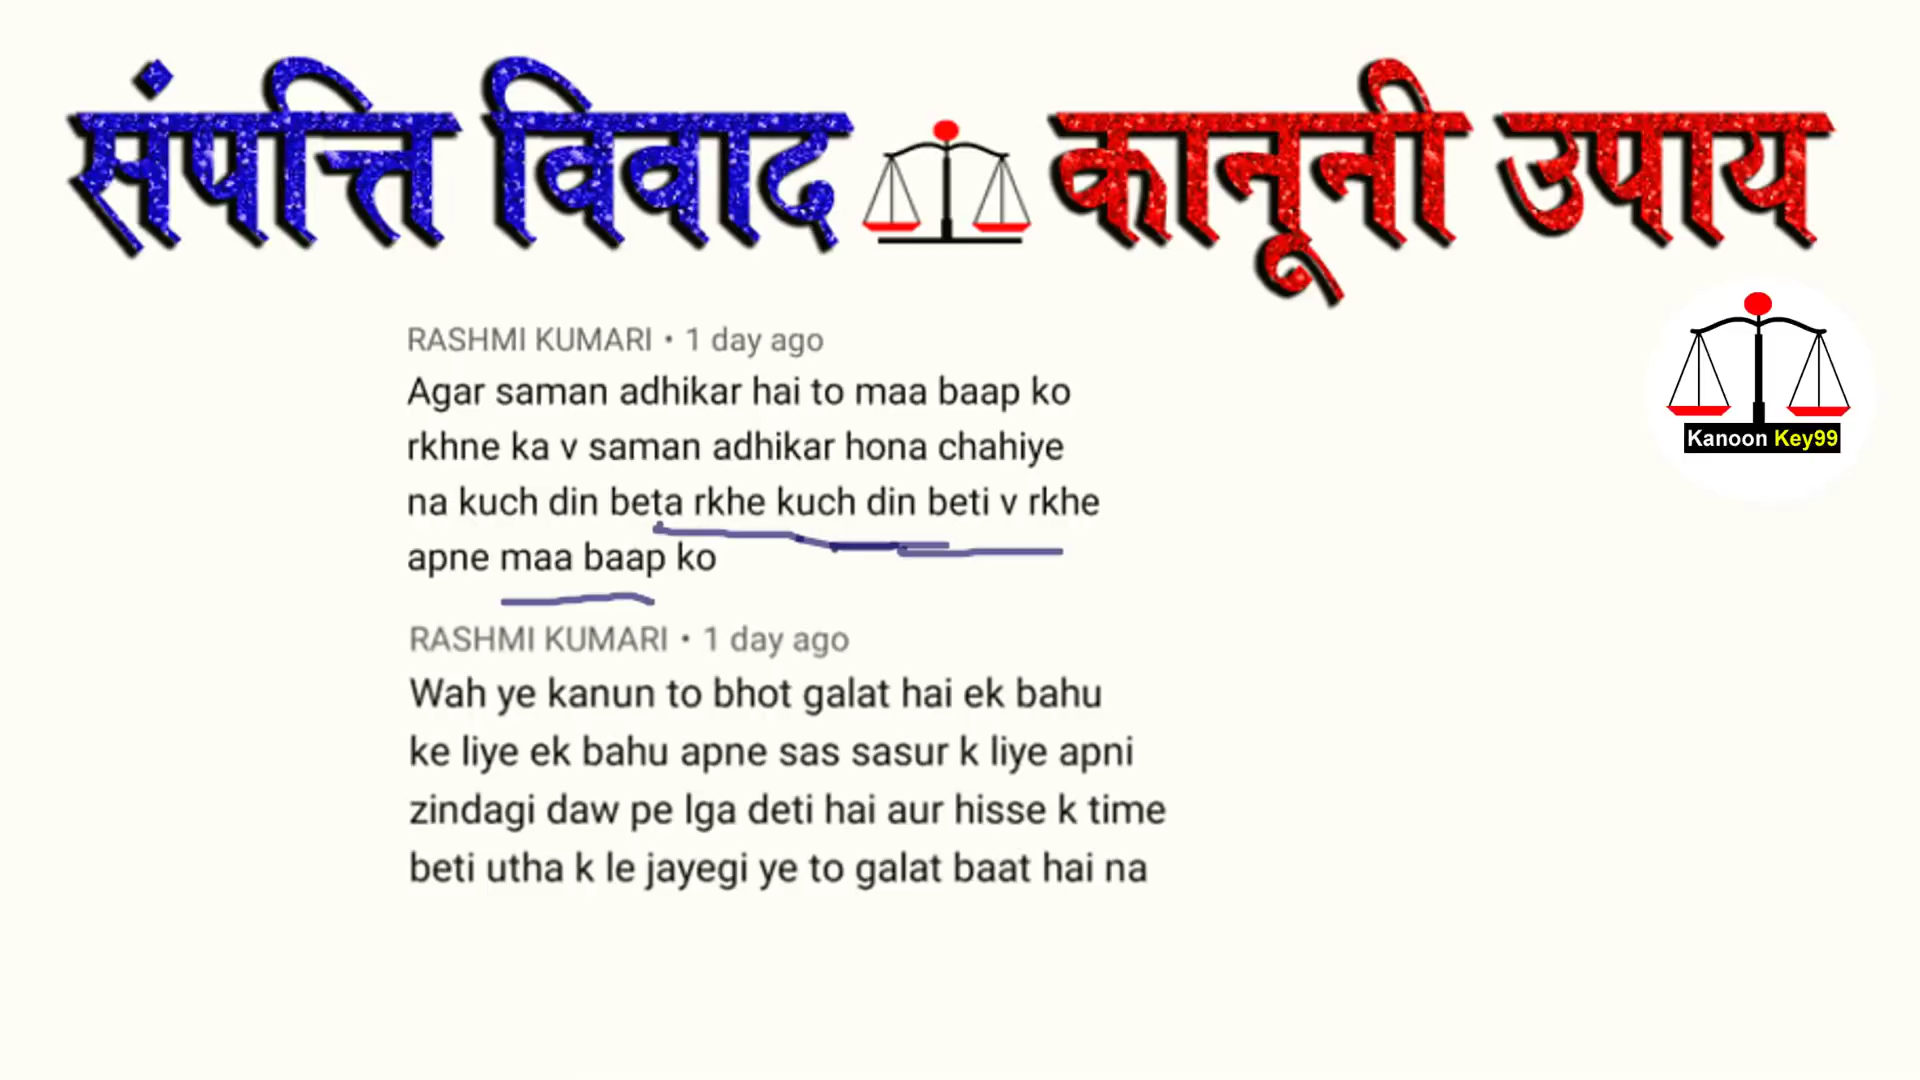 संपत्ति विवाद कानूनी उपाय
RASHMI KUMARI • 1 day ago
Agar saman adhikar hai to maa baap ko
rkhne ka v saman adhikar hona chahiye
na kuch din beta rkhe kuch din beti v rkhe
apne maa baap ko
Kanoon Key99
RASHMI KUMARI • 1 day ago
Wah ye kanun to bhot galat hai ek bahu
ke liye ek bahu apne sas sasur k liye apni
zindagi daw pe lga deti hai aur hisse k time
beti utha k le jayegi ye to galat baat hai na